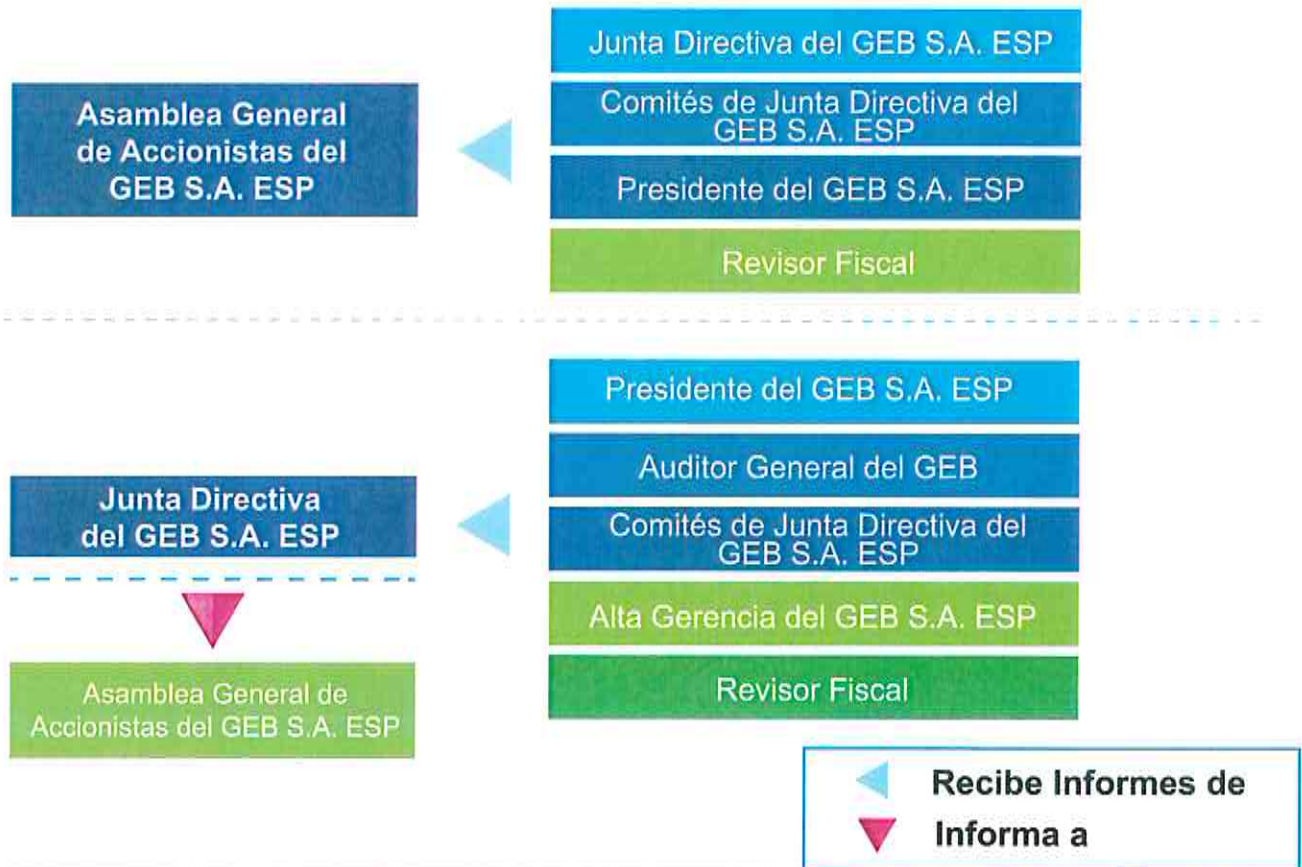 Asamblea General
de Accionistas del
GEB S.A. ESP
Junta Directiva del GEB S.A. ESP
Comités de Junta Directiva del
GEB S.A. ESP
Presidente del GEB S.A. ESP
Revisor Fiscal
Junta Directiva
del GEB S.A. ESP
Asamblea General de
Accionistas del GEB S.A. ESP
Presidente del GEB S.A. ESP
Auditor General del GEB
Comités de Junta Directiva del
GEB S.A. ESP
Alta Gerencia del GEB S.A. ESP
Revisor Fiscal
Recibe Informes de
Informa a